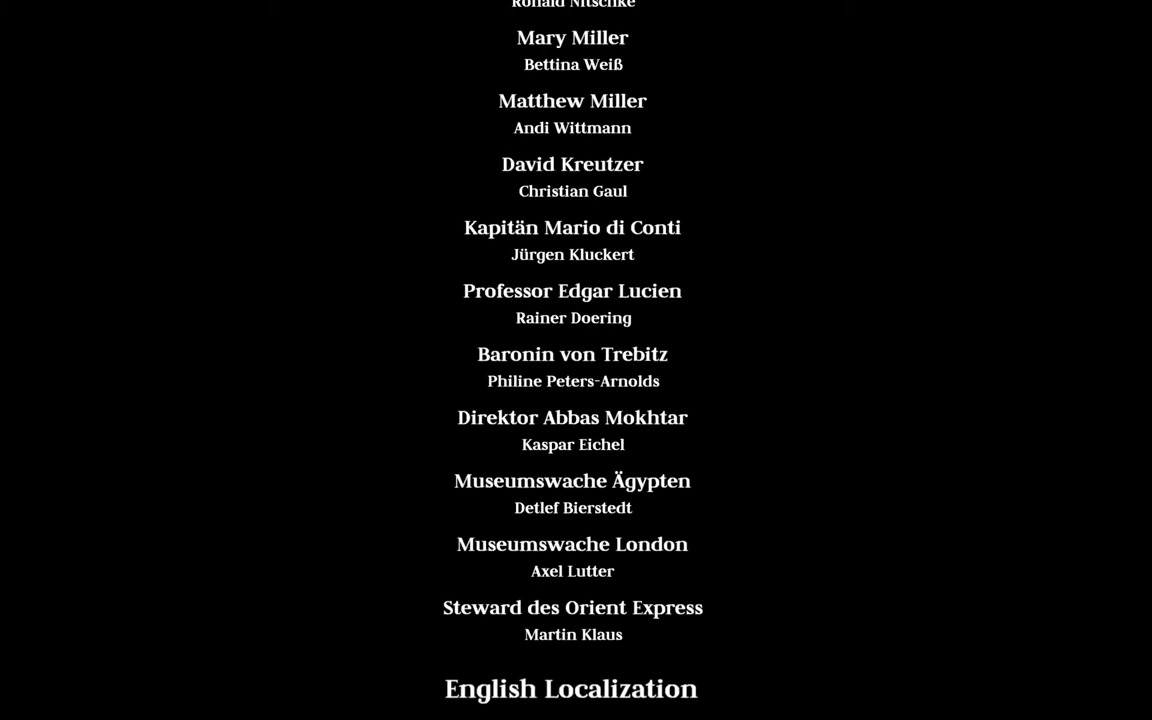 Ronald Nitschke
Mary Miller
Bettina Weiß
Matthew Miller
Andi Wittmann
David Kreutzer
Christian Gaul
Kapitän Mario di Conti
Jürgen Kluckert
Professor Edgar Lucien
Rainer Doering
Baronin von Trebitz
Philine Peters-Arnolds
Direktor Abbas Mokhtar
Kaspar Eichel
Museumswache Ägypten
Detlef Bierstedt
Museumswache London
Axel Lutter
Steward des Orient Express
Martin Klaus
English Localization